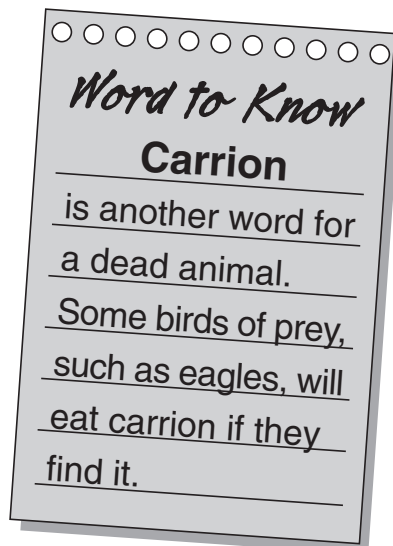 Word to Know
Carrion
is another word for
a dead animal.
Some birds of prey,
such as eagles, will
eat carrion if they
find it.